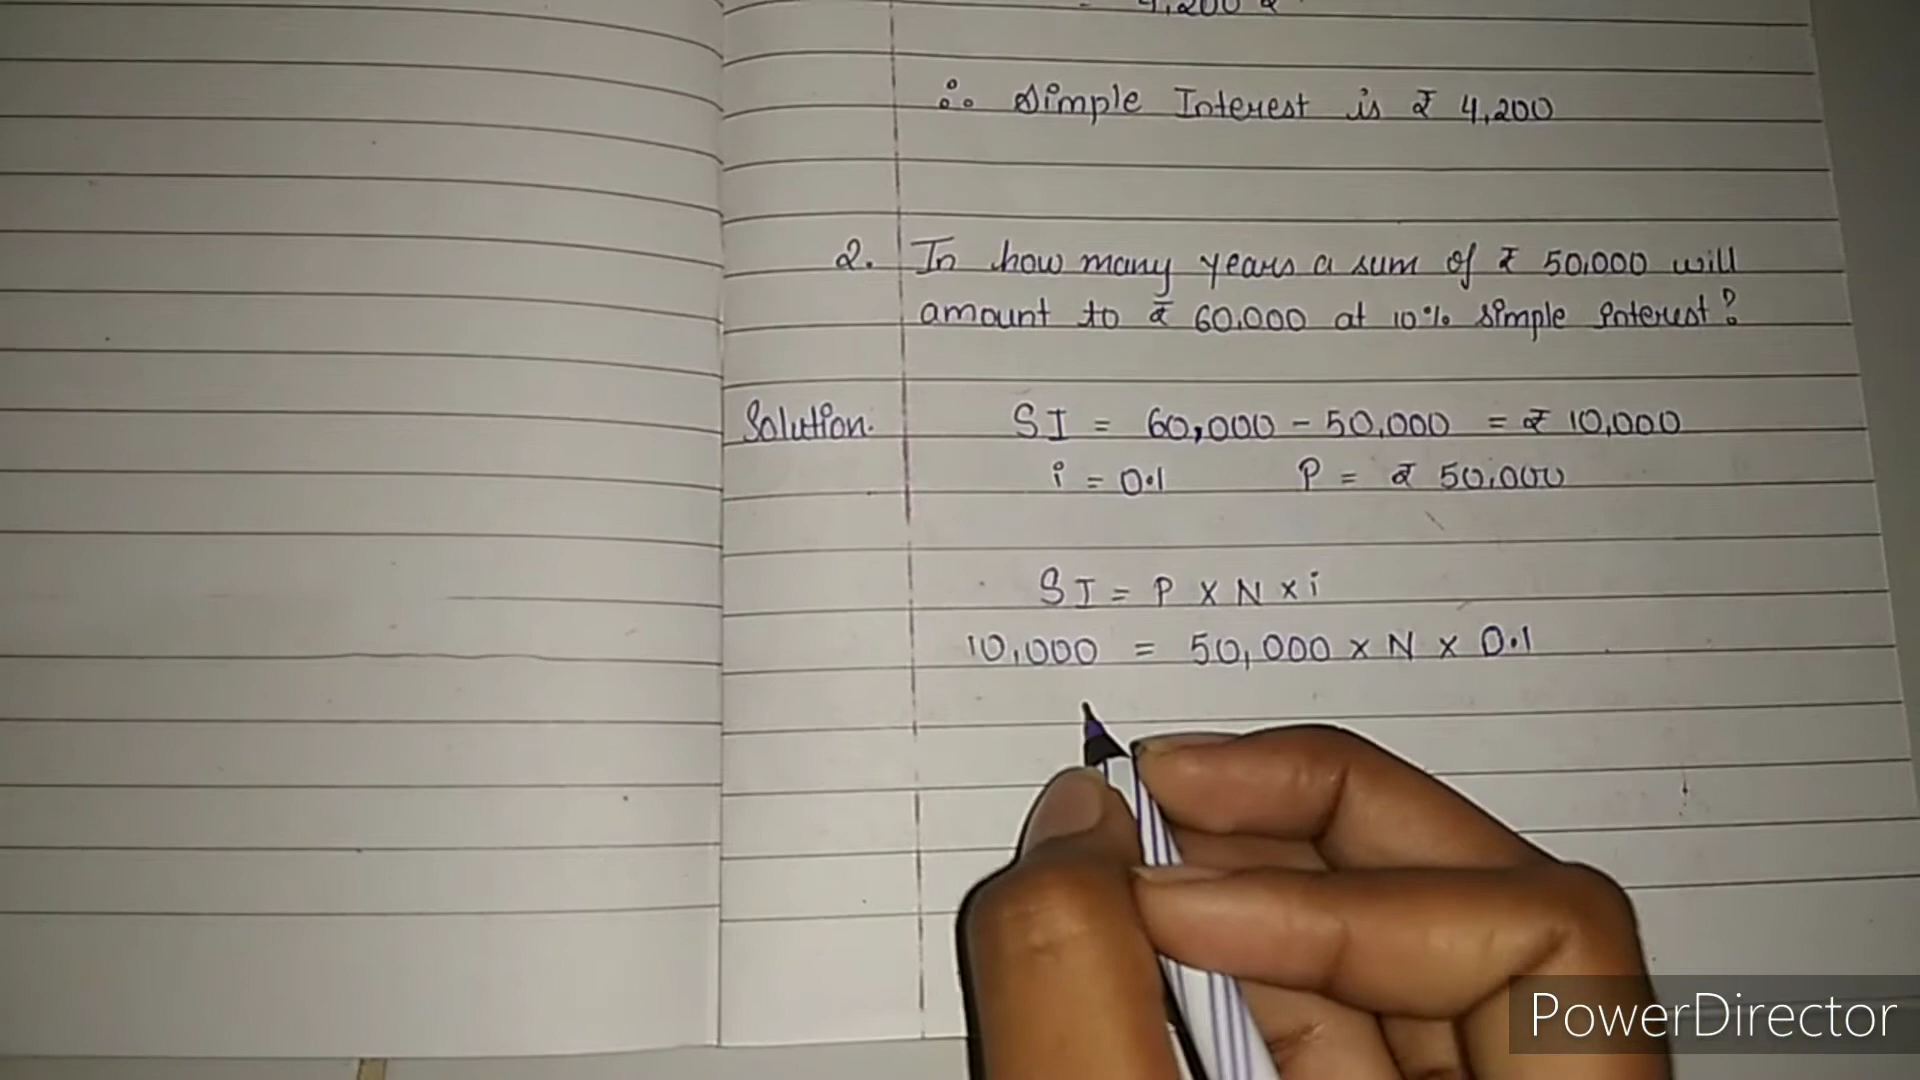 4,200 ₹
∴ Simple Interest is ₹ 4,200
2. In how many years a sum of ₹ 50,000 will
amount to ₹ 60,000 at 10% simple interest?
Solution. SI = 60,000 - 50,000 = ₹ 10,000
i = 0.1 P = ₹ 50,000
SI = P × N × i
10,000 = 50,000 × N × 0.1
PowerDirector